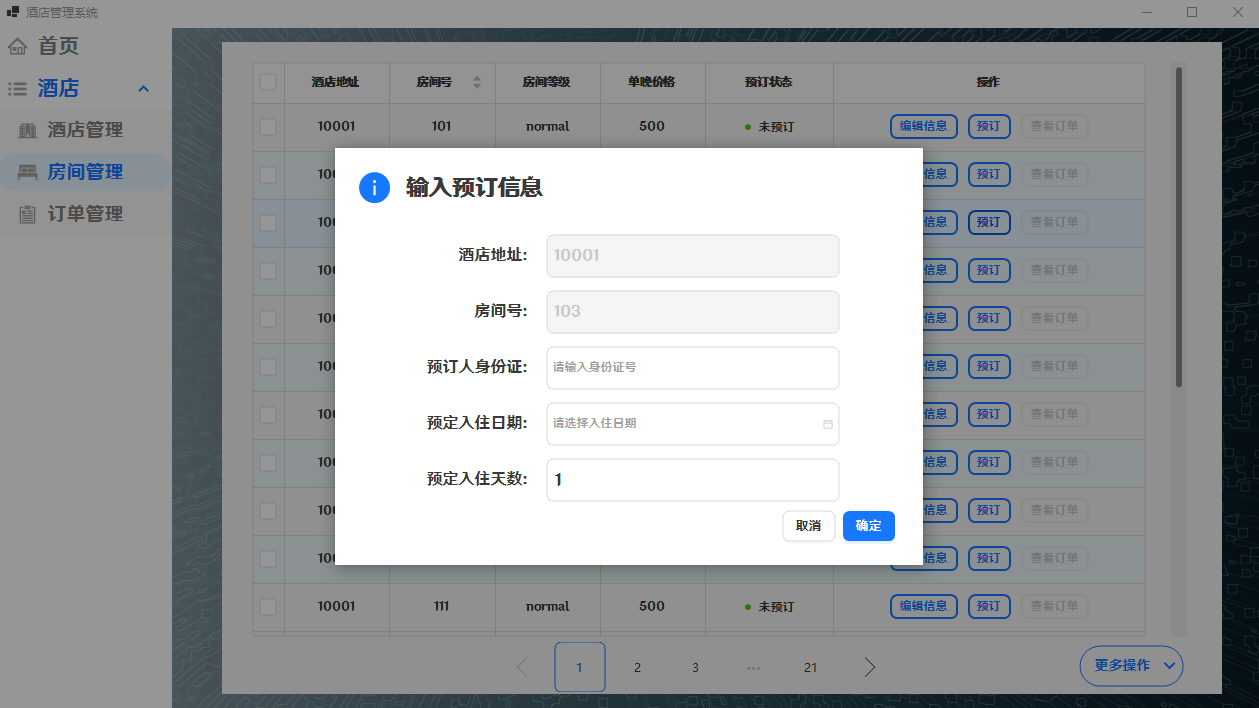 酒店管理系统
首页
酒店
酒店管理
房间管理
订单管理
酒店地址 房间号 房间等级 单晚价格 预订状态 操作
10001 101 normal 500 未预订 编辑信息 预订 查看订单
信息 预订 查看订单
信息 预订 查看订单
信息 预订 查看订单
信息 预订 查看订单
信息 预订 查看订单
信息 预订 查看订单
信息 预订 查看订单
信息 预订 查看订单
信息 预订 查看订单
10001 111 normal 500 未预订 编辑信息 预订 查看订单
输入预订信息
酒店地址: 10001
房间号: 103
预订人身份证: 请输入身份证号
预定入住日期: 请选择入住日期
预定入住天数: 1
取消 确定
1 2 3 ••• 21
更多操作